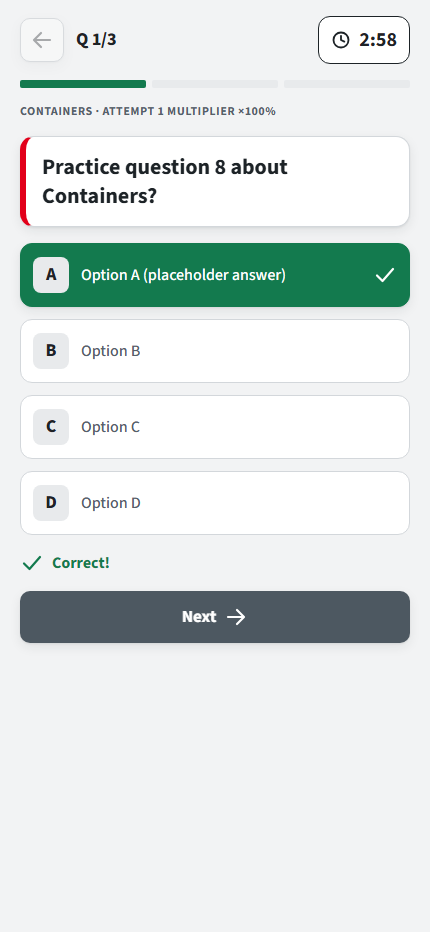 Q 1/3
2:58
CONTAINERS · ATTEMPT 1 MULTIPLIER ×100%
Practice question 8 about
Containers?
A Option A (placeholder answer)
B Option B
C Option C
D Option D
Correct!
Next